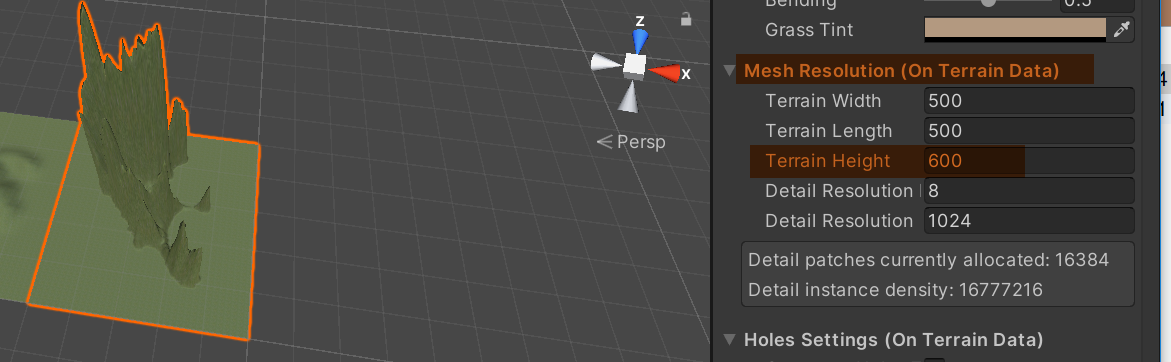 Bending 0.5
Z
X
Persp
Grass Tint
Mesh Resolution (On Terrain Data)
Terrain Width 500
Terrain Length 500
Terrain Height 600
Detail Resolution 8
Detail Resolution 1024
Detail patches currently allocated: 16384
Detail instance density: 16777216
Holes Settings (On Terrain Data)